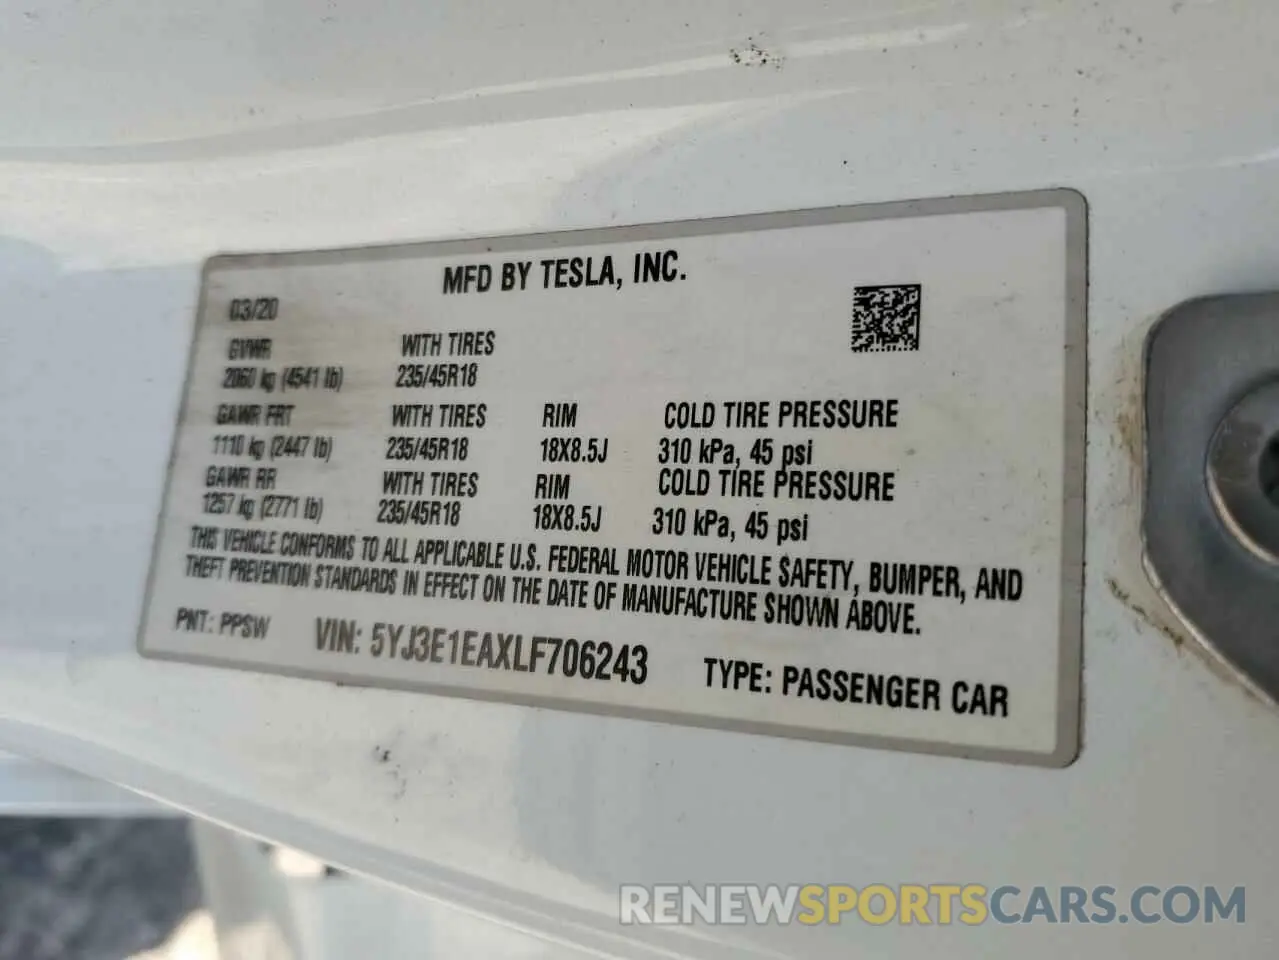 MFD BY TESLA, INC.
03/20
GVWR WITH TIRES
2060 kg (4541 lb) 235/45R18
GAWR FRT WITH TIRES RIM COLD TIRE PRESSURE
1110 kg (2447 lb) 235/45R18 18X8.5J 310 kPa, 45 psi
GAWR RR WITH TIRES RIM COLD TIRE PRESSURE
1257 kg (2771 lb) 235/45R18 18X8.5J 310 kPa, 45 psi
THIS VEHICLE CONFORMS TO ALL APPLICABLE U.S. FEDERAL MOTOR VEHICLE SAFETY, BUMPER, AND
THEFT PREVENTION STANDARDS IN EFFECT ON THE DATE OF MANUFACTURE SHOWN ABOVE.
PNT: PPSW VIN: 5YJ3E1EAXLF706243 TYPE: PASSENGER CAR
RENEWSPORTSCARS.COM